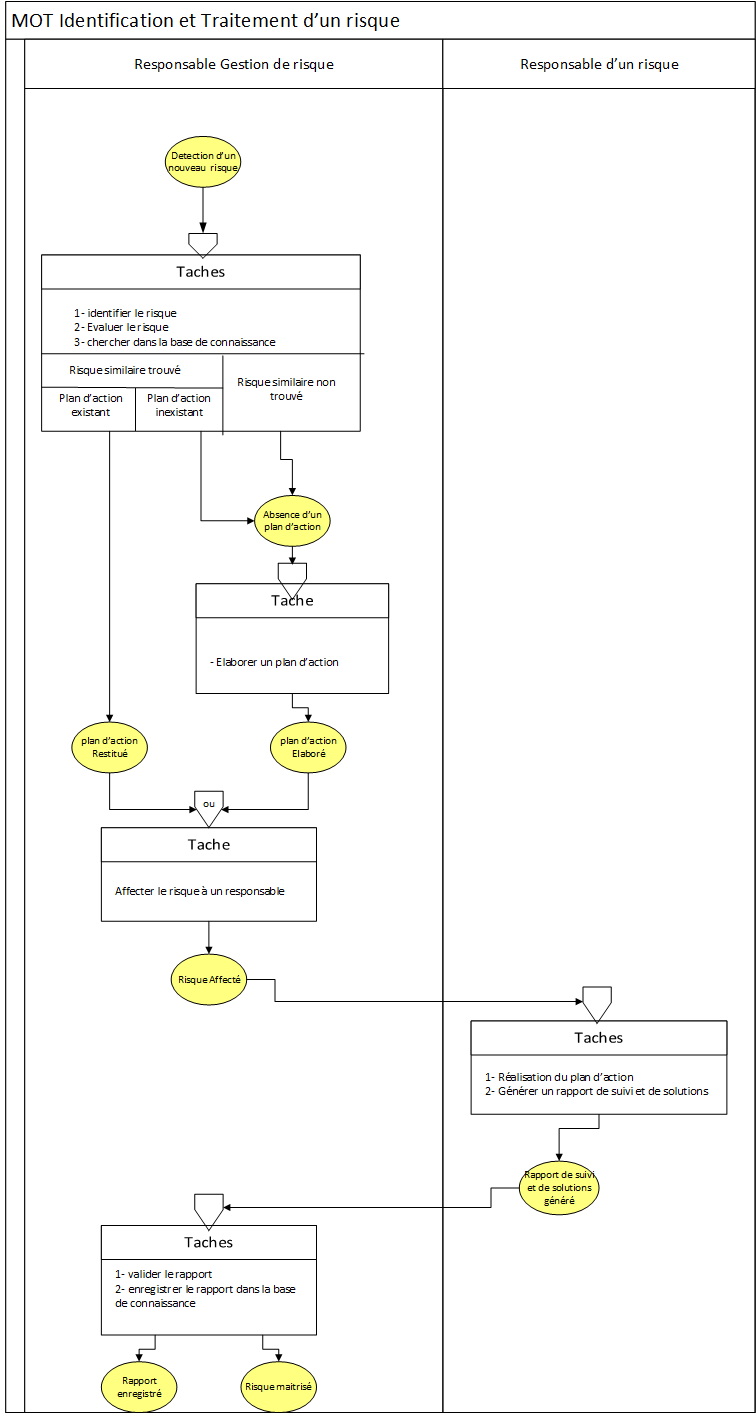 MOT Identification et Traitement d’un risque
Responsable Gestion de risque
Responsable d’un risque
Detection d’un
nouveau risque
Taches
1- identifier le risque
2- Evaluer le risque
3- chercher dans la base de connaissance
Risque similaire trouvé
Risque similaire non
trouvé
Plan d’action
existant
Plan d’action
inexistant
Absence d’un
plan d’action
Tache
- Elaborer un plan d’action
plan d’action
Restitué
plan d’action
Elaboré
ou
Tache
Affecter le risque à un responsable
Risque Affecté
Taches
1- Réalisation du plan d’action
2- Générer un rapport de suivi et de solutions
Rapport de suivi
et de solutions
généré
Taches
1- valider le rapport
2- enregistrer le rapport dans la base
de connaissance
Rapport
enregistré
Risque maitrisé